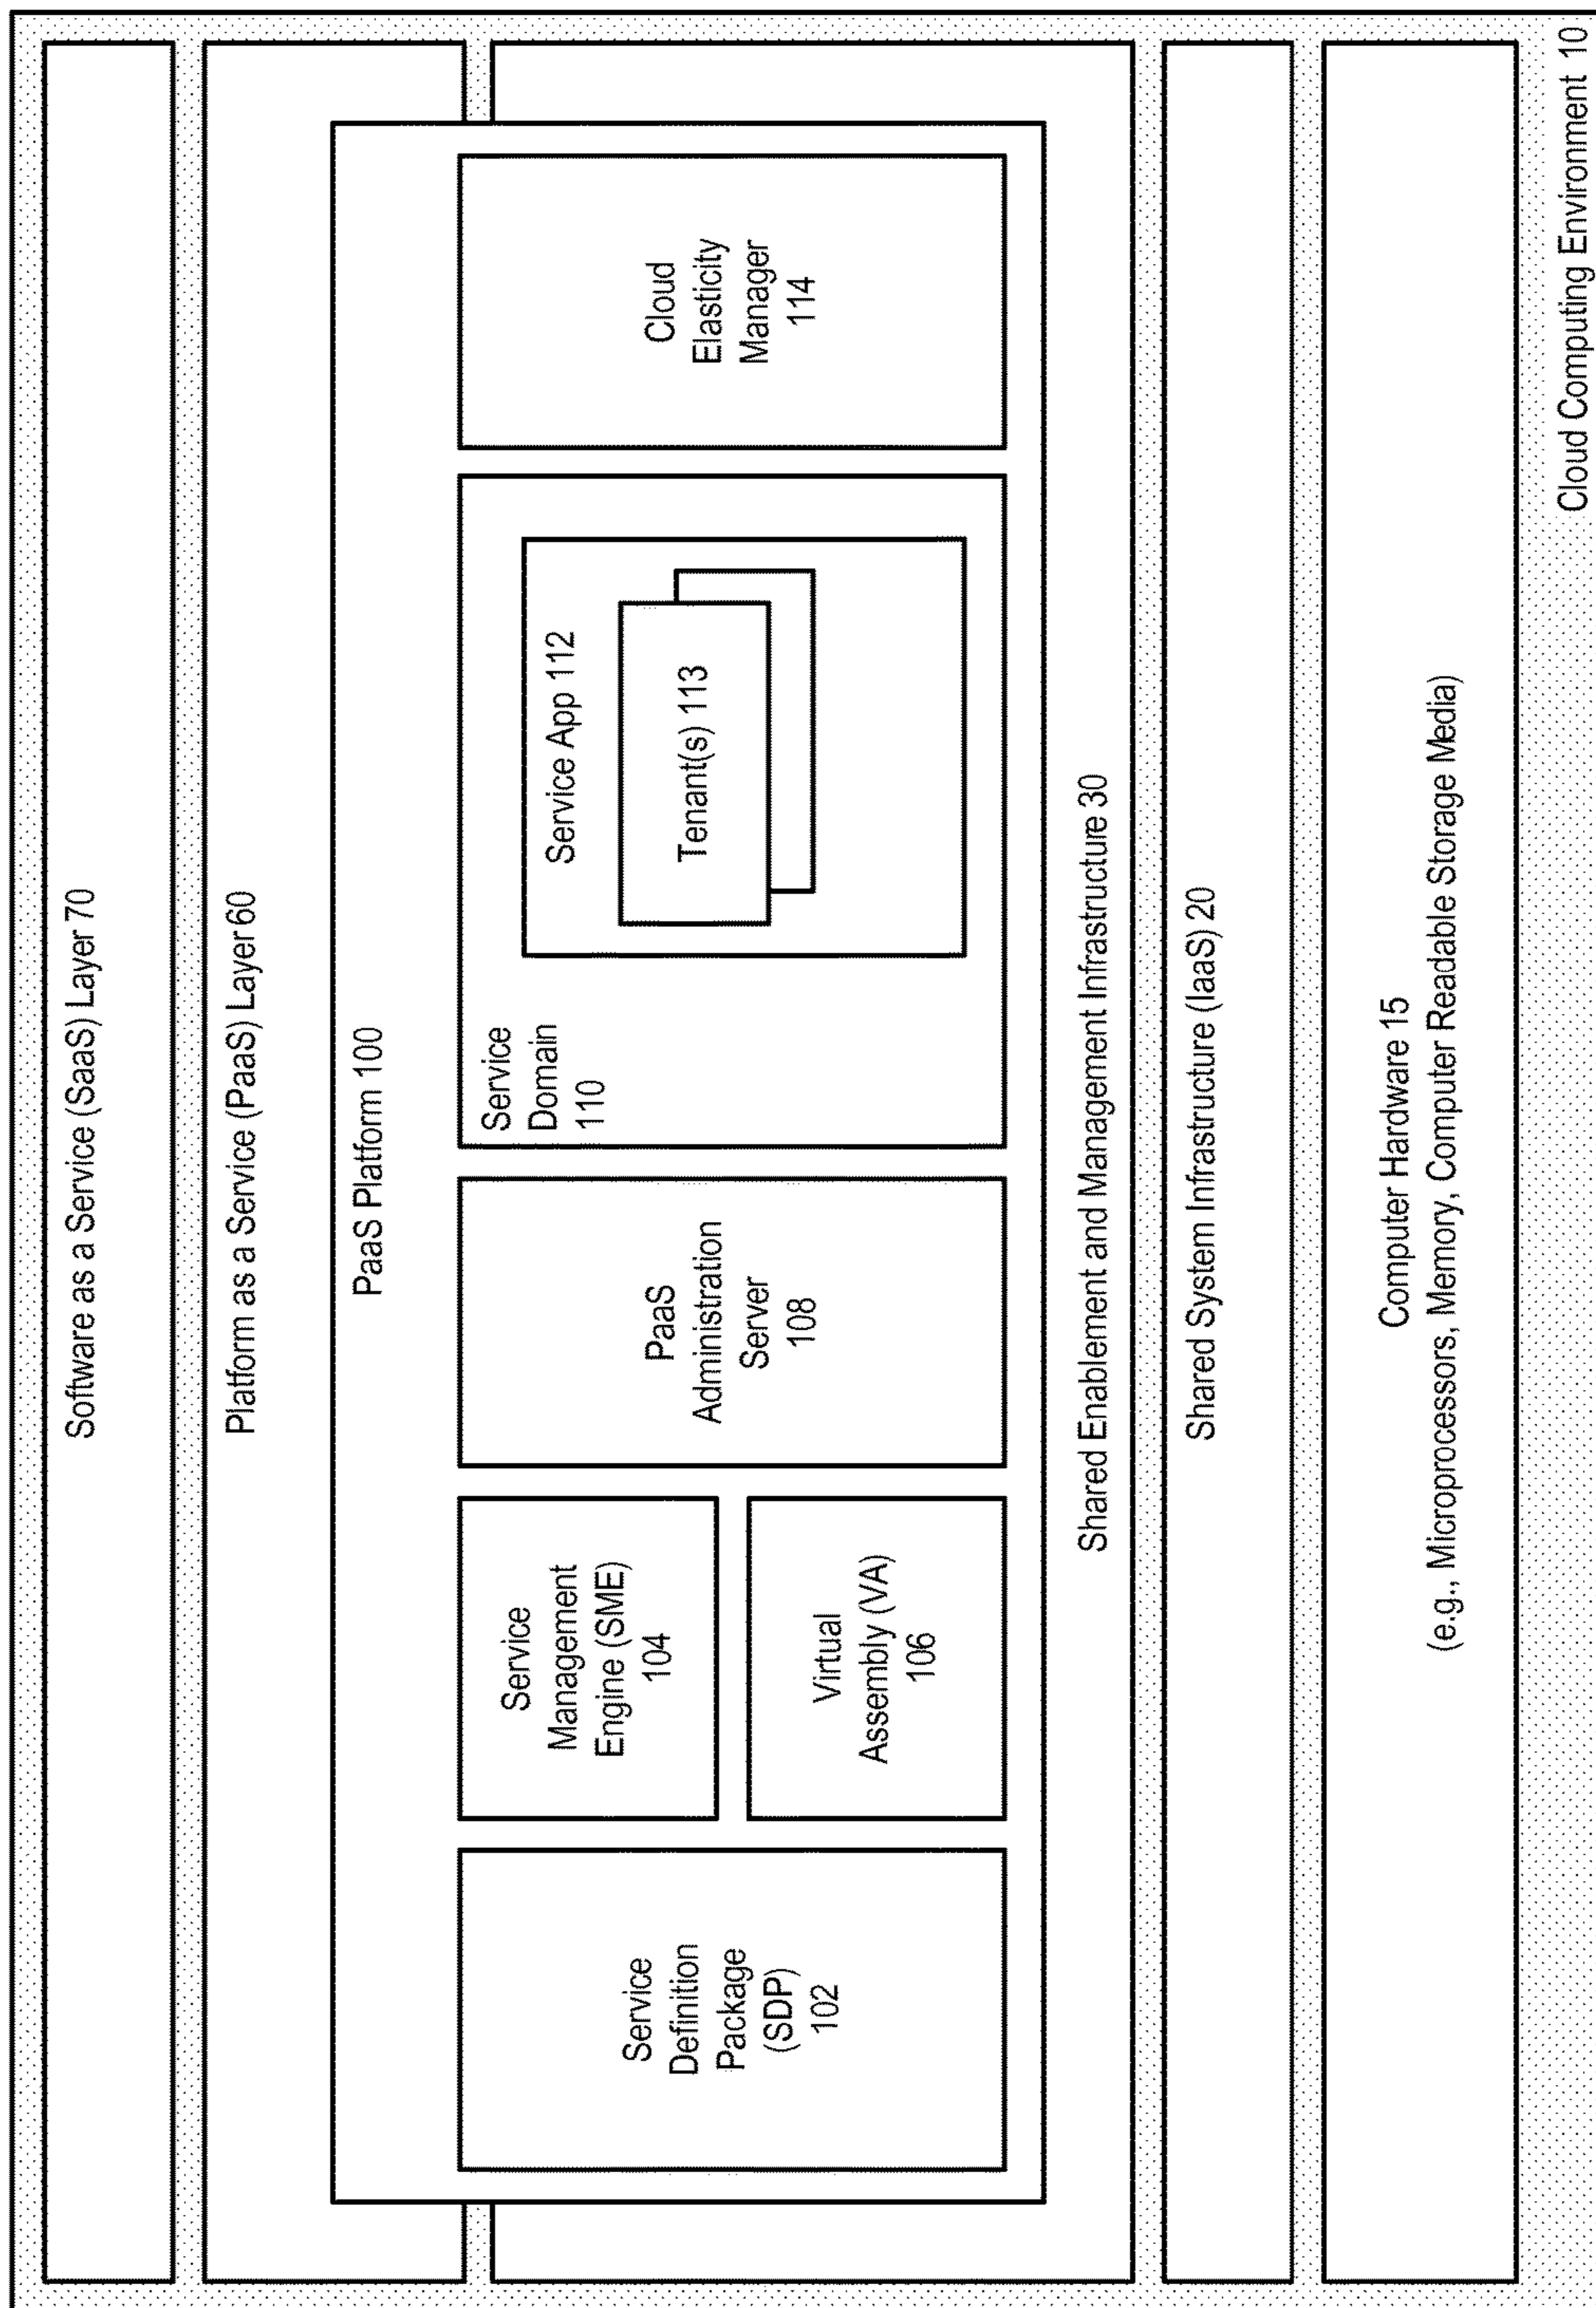 Software as a Service (SaaS) Layer 70
Platform as a Service (PaaS) Layer 60
PaaS Platform 100
Service
Definition
Package
(SDP)
102
Service
Management
Engine (SME)
104
Virtual
Assembly (VA)
106
PaaS
Administration
Server
108
Service
Domain
110
Service App 112
Tenant(s) 113
Cloud
Elasticity
Manager
114
Shared Enablement and Management Infrastructure 30
Shared System Infrastructure (IaaS) 20
Computer Hardware 15
(e.g., Microprocessors, Memory, Computer Readable Storage Media)
Cloud Computing Environment 10